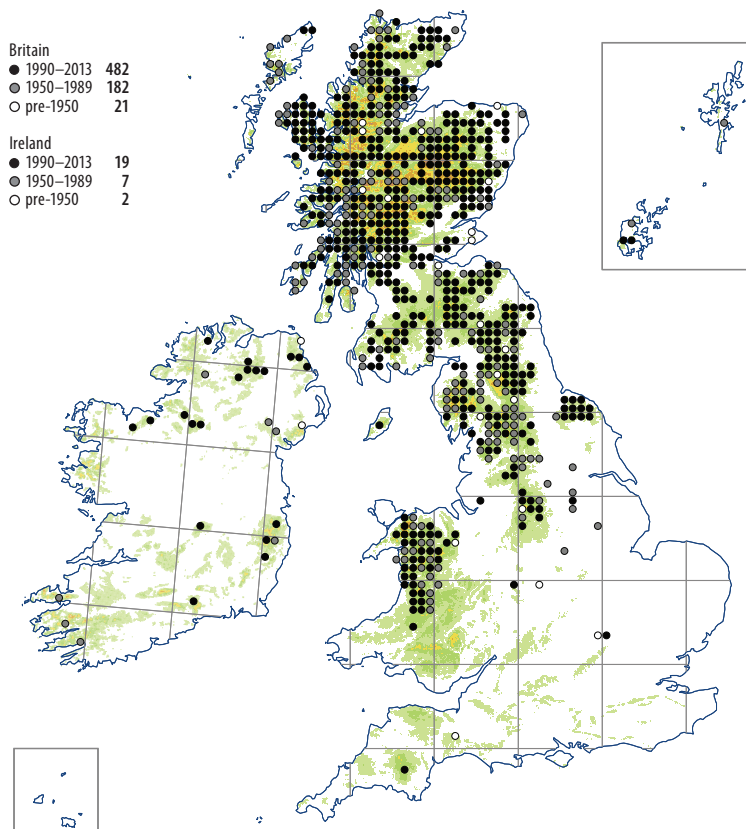 Britain
1990–2013 482
1950–1989 182
pre-1950 21
Ireland
1990–2013 19
1950–1989 7
pre-1950 2